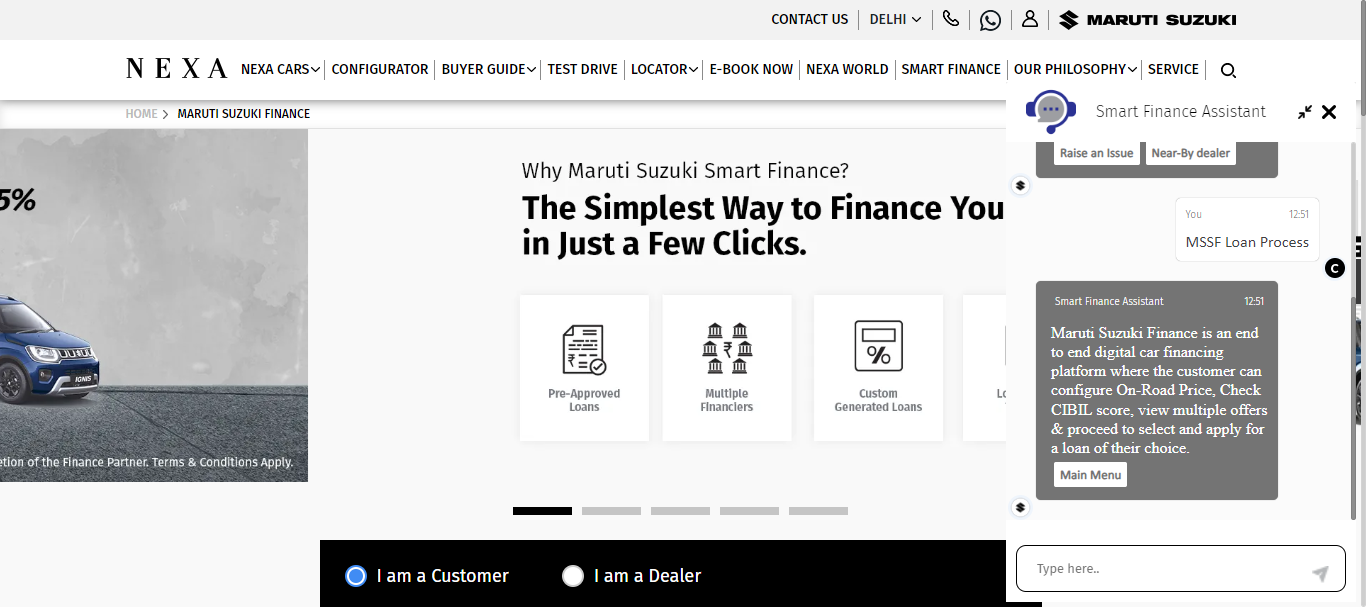 CONTACT US
DELHI
MARUTI SUZUKI
NEXA
NEXA CARS
CONFIGURATOR
BUYER GUIDE
TEST DRIVE
LOCATOR
E-BOOK NOW
NEXA WORLD
SMART FINANCE
OUR PHILOSOPHY
SERVICE
HOME
MARUTI SUZUKI FINANCE
5%
IGNIS
etion of the Finance Partner. Terms & Conditions Apply.
Why Maruti Suzuki Smart Finance?
The Simplest Way to Finance You
in Just a Few Clicks.
Pre-Approved
Loans
Multiple
Financiers
Custom
Generated Loans
I am a Customer
I am a Dealer
Smart Finance Assistant
Raise an Issue
Near-By dealer
You 12:51
MSSF Loan Process
C
Smart Finance Assistant 12:51
Maruti Suzuki Finance is an end
to end digital car financing
platform where the customer can
configure On-Road Price, Check
CIBIL score, view multiple offers
& proceed to select and apply for
a loan of their choice.
Main Menu
Type here..